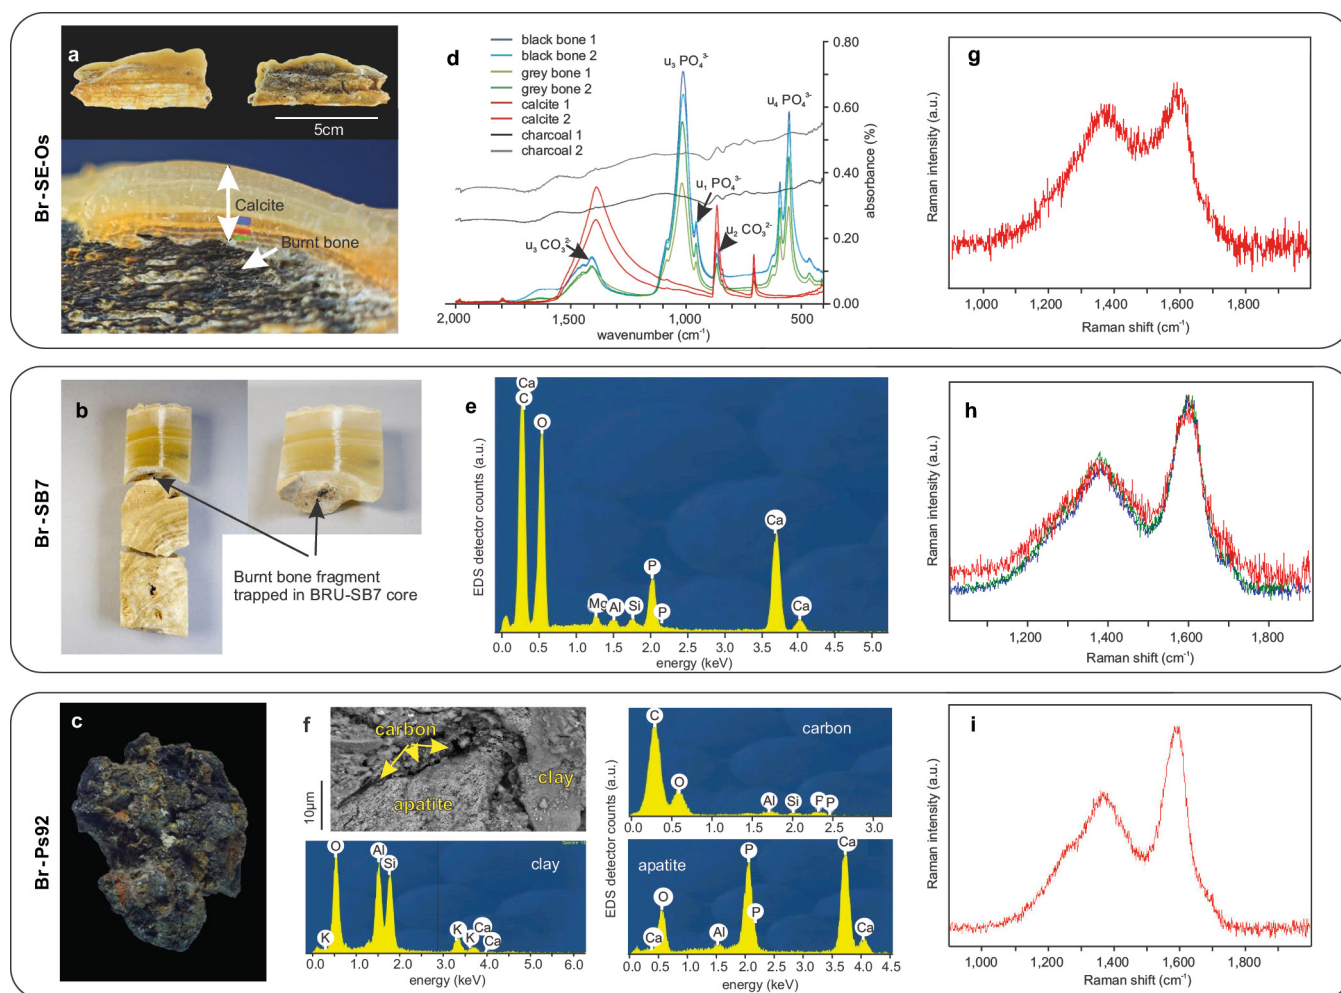 Br-SE-Os
a
5cm
Calcite
Burnt bone
d
black bone 1
black bone 2
grey bone 1
grey bone 2
calcite 1
calcite 2
charcoal 1
charcoal 2
u₃ PO₄³⁻
u₄ PO₄³⁻
u₁ PO₄³⁻
u₃ CO₃²⁻
u₂ CO₃²⁻
0.80
0.60
0.40
0.20
0.00
absorbance (%)
2,000 1,500 1,000 500
wavenumber (cm⁻¹)
g
Raman intensity (a.u.)
1,000 1,200 1,400 1,600 1,800
Raman shift (cm⁻¹)
Br-SB7
b
Burnt bone fragment
trapped in BRU-SB7 core
e
EDS detector counts (a.u.)
Ca
C
O
Mg
Al
Si
P
P
Ca
Ca
0.0 0.5 1.0 1.5 2.0 2.5 3.0 3.5 4.0 4.5 5.0
energy (keV)
h
Raman intensity (a.u.)
1,200 1,400 1,600 1,800
Raman shift (cm⁻¹)
Br-Ps92
c
f
10µm
carbon
apatite
clay
O
Al
Si
K
K
K
Ca
Ca
clay
0.0 1.0 2.0 3.0 4.0 5.0 6.0
energy (keV)
EDS detector counts (a.u.)
carbon
C
O
Al
Si
P
P
0.0 0.5 1.0 1.5 2.0 2.5 3.0
apatite
Ca
O
Al
P
P
Ca
Ca
0.0 0.5 1.0 1.5 2.0 2.5 3.0 3.5 4.0 4.5
energy (keV)
i
Raman intensity (a.u.)
1,000 1,200 1,400 1,600 1,800
Raman shift (cm⁻¹)